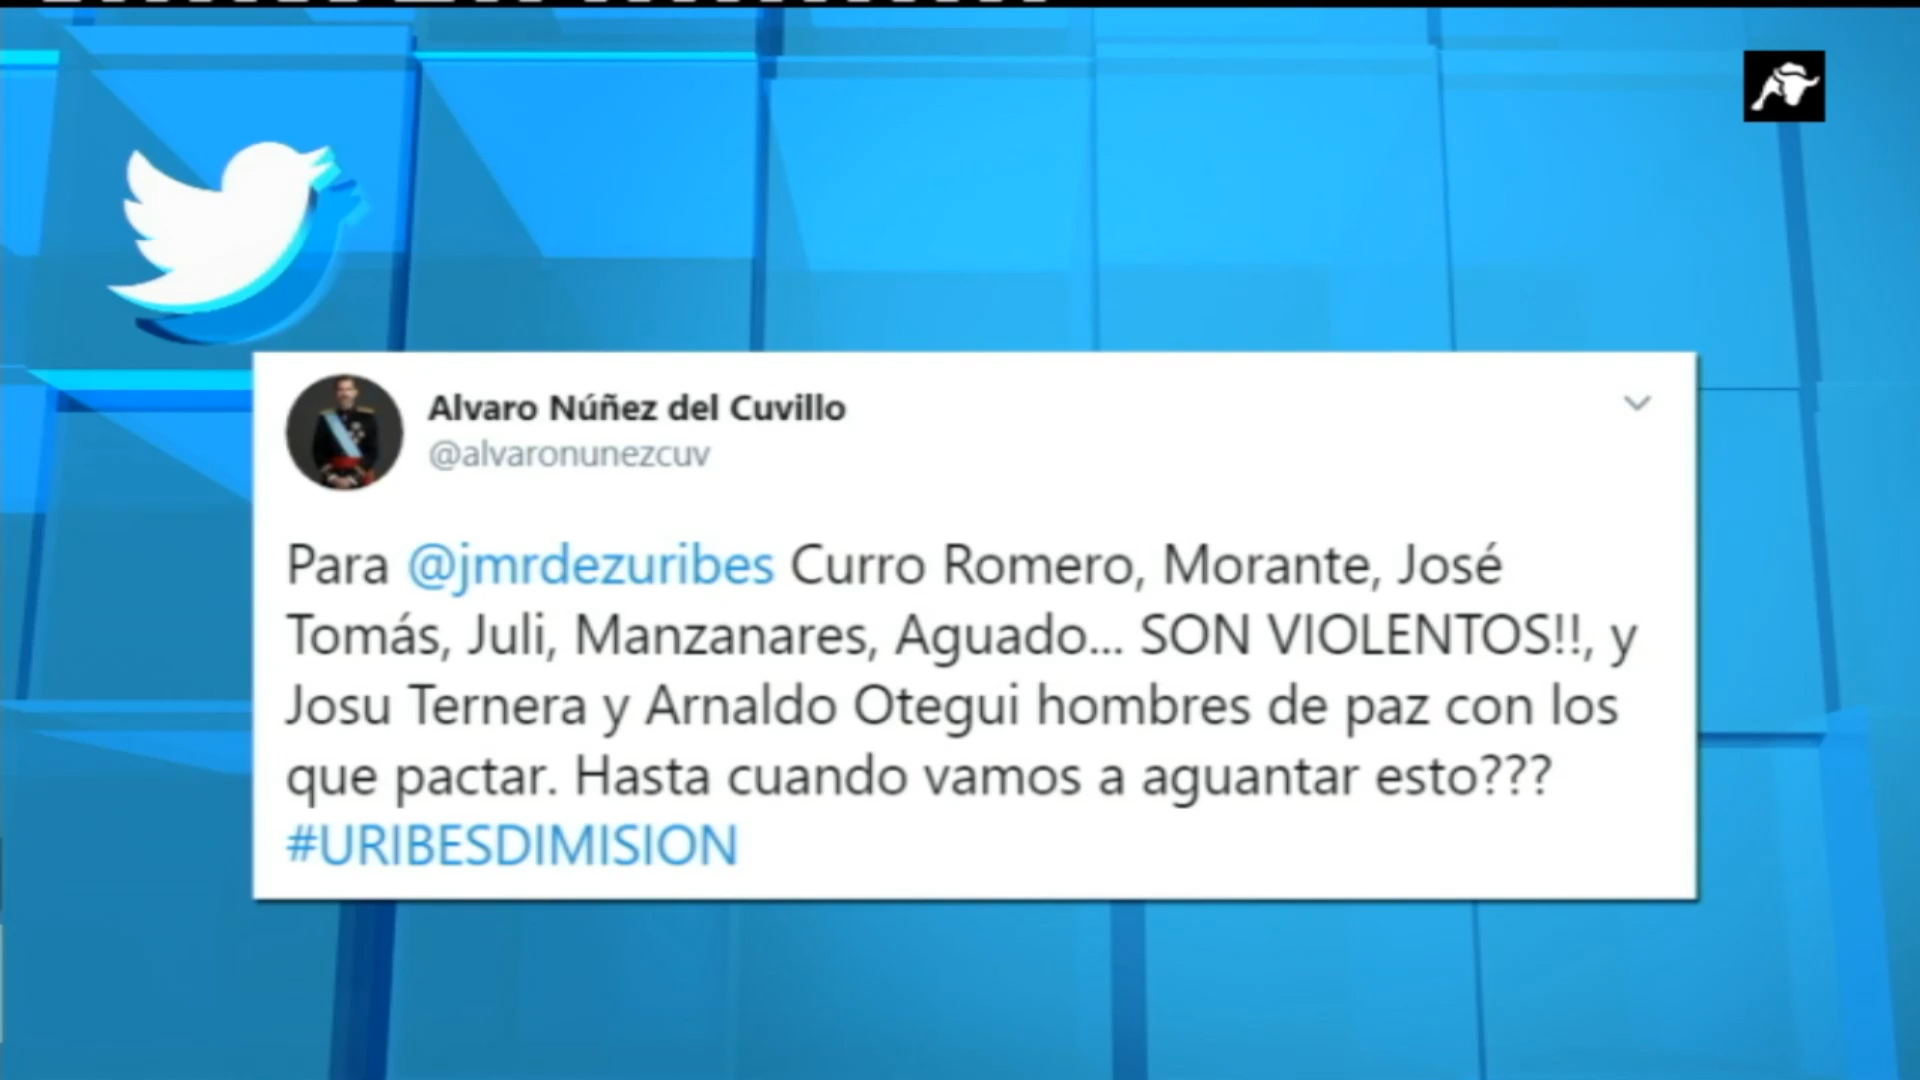 Alvaro Núñez del Cuvillo
@alvaronunezcuv
Para @jmrdezuribes Curro Romero, Morante, José
Tomás, Juli, Manzanares, Aguado... SON VIOLENTOS!!, y
Josu Ternera y Arnaldo Otegui hombres de paz con los
que pactar. Hasta cuando vamos a aguantar esto???
#URIBESDIMISION